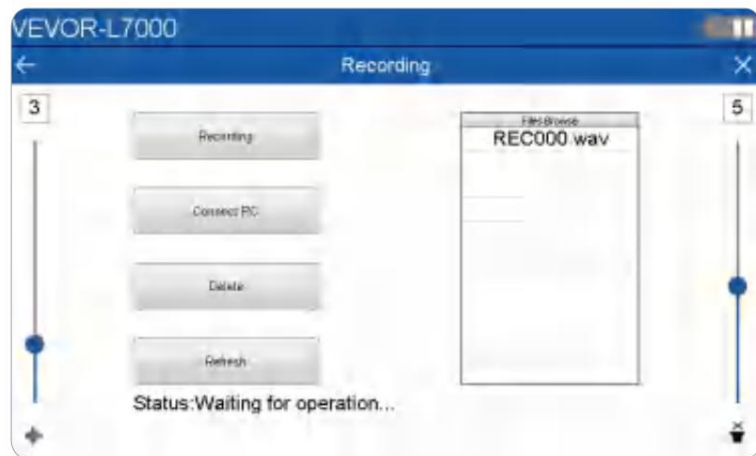 VEVOR-L7000
Recording
3
5
Recording
Files Browse
REC000.wav
Connect PC
Delete
Refresh
Status:Waiting for operation...